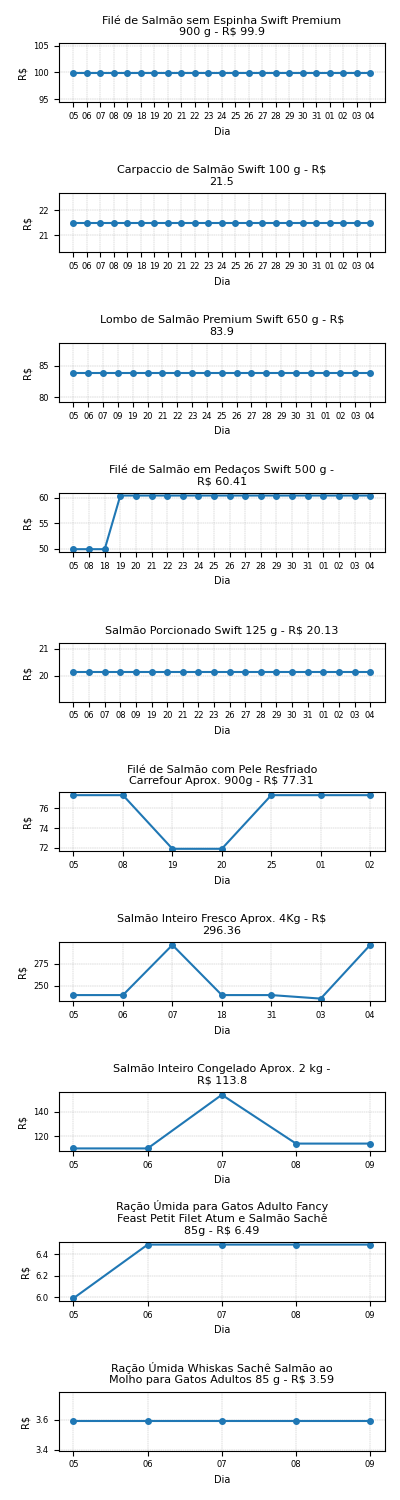 Filé de Salmão sem Espinha Swift Premium
900 g - R$ 99.9
105
100
95
R$
05 06 07 08 09 18 19 20 21 22 23 24 25 26 27 28 29 30 31 01 02 03 04
Dia
Carpaccio de Salmão Swift 100 g - R$
21.5
22
21
R$
05 06 07 08 09 18 19 20 21 22 23 24 25 26 27 28 29 30 31 01 02 03 04
Dia
Lombo de Salmão Premium Swift 650 g - R$
83.9
85
80
R$
05 06 07 09 19 20 21 22 23 24 25 26 27 28 29 30 31 01 02 03 04
Dia
Filé de Salmão em Pedaços Swift 500 g -
R$ 60.41
60
55
50
R$
05 08 18 19 20 21 22 23 24 25 26 27 28 29 30 31 01 02 03 04
Dia
Salmão Porcionado Swift 125 g - R$ 20.13
21
20
R$
05 06 07 08 09 19 20 21 22 23 26 27 28 29 30 31 01 02 03 04
Dia
Filé de Salmão com Pele Resfriado
Carrefour Aprox. 900g - R$ 77.31
76
74
72
R$
05 08 19 20 25 01 02
Dia
Salmão Inteiro Fresco Aprox. 4Kg - R$
296.36
275
250
R$
05 06 07 18 31 03 04
Dia
Salmão Inteiro Congelado Aprox. 2 kg -
R$ 113.8
140
120
R$
05 06 07 08 09
Dia
Ração Úmida para Gatos Adulto Fancy
Feast Petit Filet Atum e Salmão Sachê
85g - R$ 6.49
6.4
6.2
6.0
R$
05 06 07 08 09
Dia
Ração Úmida Whiskas Sachê Salmão ao
Molho para Gatos Adultos 85 g - R$ 3.59
3.6
3.4
R$
05 06 07 08 09
Dia